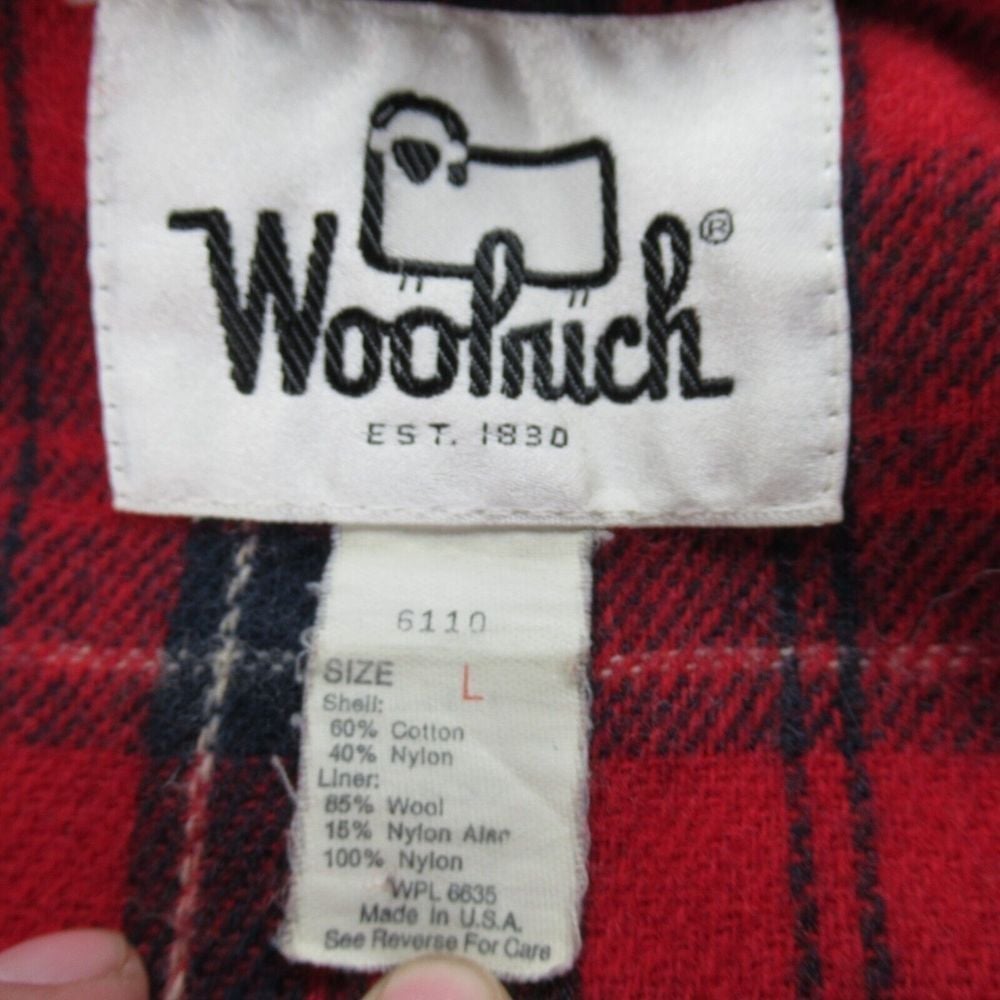 Woolrich®
EST. 1830
6110
SIZE L
Shell:
60% Cotton
40% Nylon
Liner:
85% Wool
15% Nylon Also
100% Nylon
WPL 6635
Made in U.S.A.
See Reverse For Care